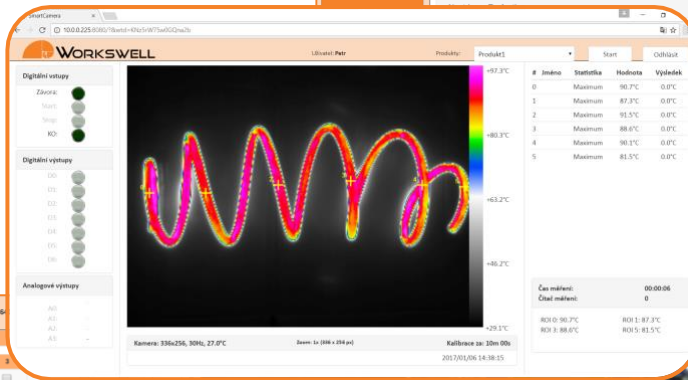 SmartCamera
WORKSWELL
Uživatel: Petr
Produkty:
Produkt1
Start
Odhlásit
Digitální vstupy
Závora:
Start:
Stop:
KO:
Digitální výstupy
D0:
D1:
D2:
D3:
D4:
D5:
D6:
Analogové výstupy
A0: -
A1: -
A2: -
A3: -
+97.3°C
+80.3°C
+63.2°C
+46.2°C
+29.1°C
Kamera: 336x256, 30Hz, 27.0°C
Zoom: 1x (336 x 256 px)
Kalibrace za: 10m 00s
2017/01/06 14:38:15
# Jméno Statistika Hodnota Výsledek
0 Maximum 90.7°C 0.0°C
1 Maximum 87.3°C 0.0°C
2 Maximum 91.5°C 0.0°C
3 Maximum 88.6°C 0.0°C
4 Maximum 90.1°C 0.0°C
5 Maximum 81.5°C 0.0°C
Čas měření: 00:00:06
Čítač měření: 0
ROI 0: 90.7°C ROI 1: 87.3°C
ROI 3: 88.6°C ROI 5: 81.5°C